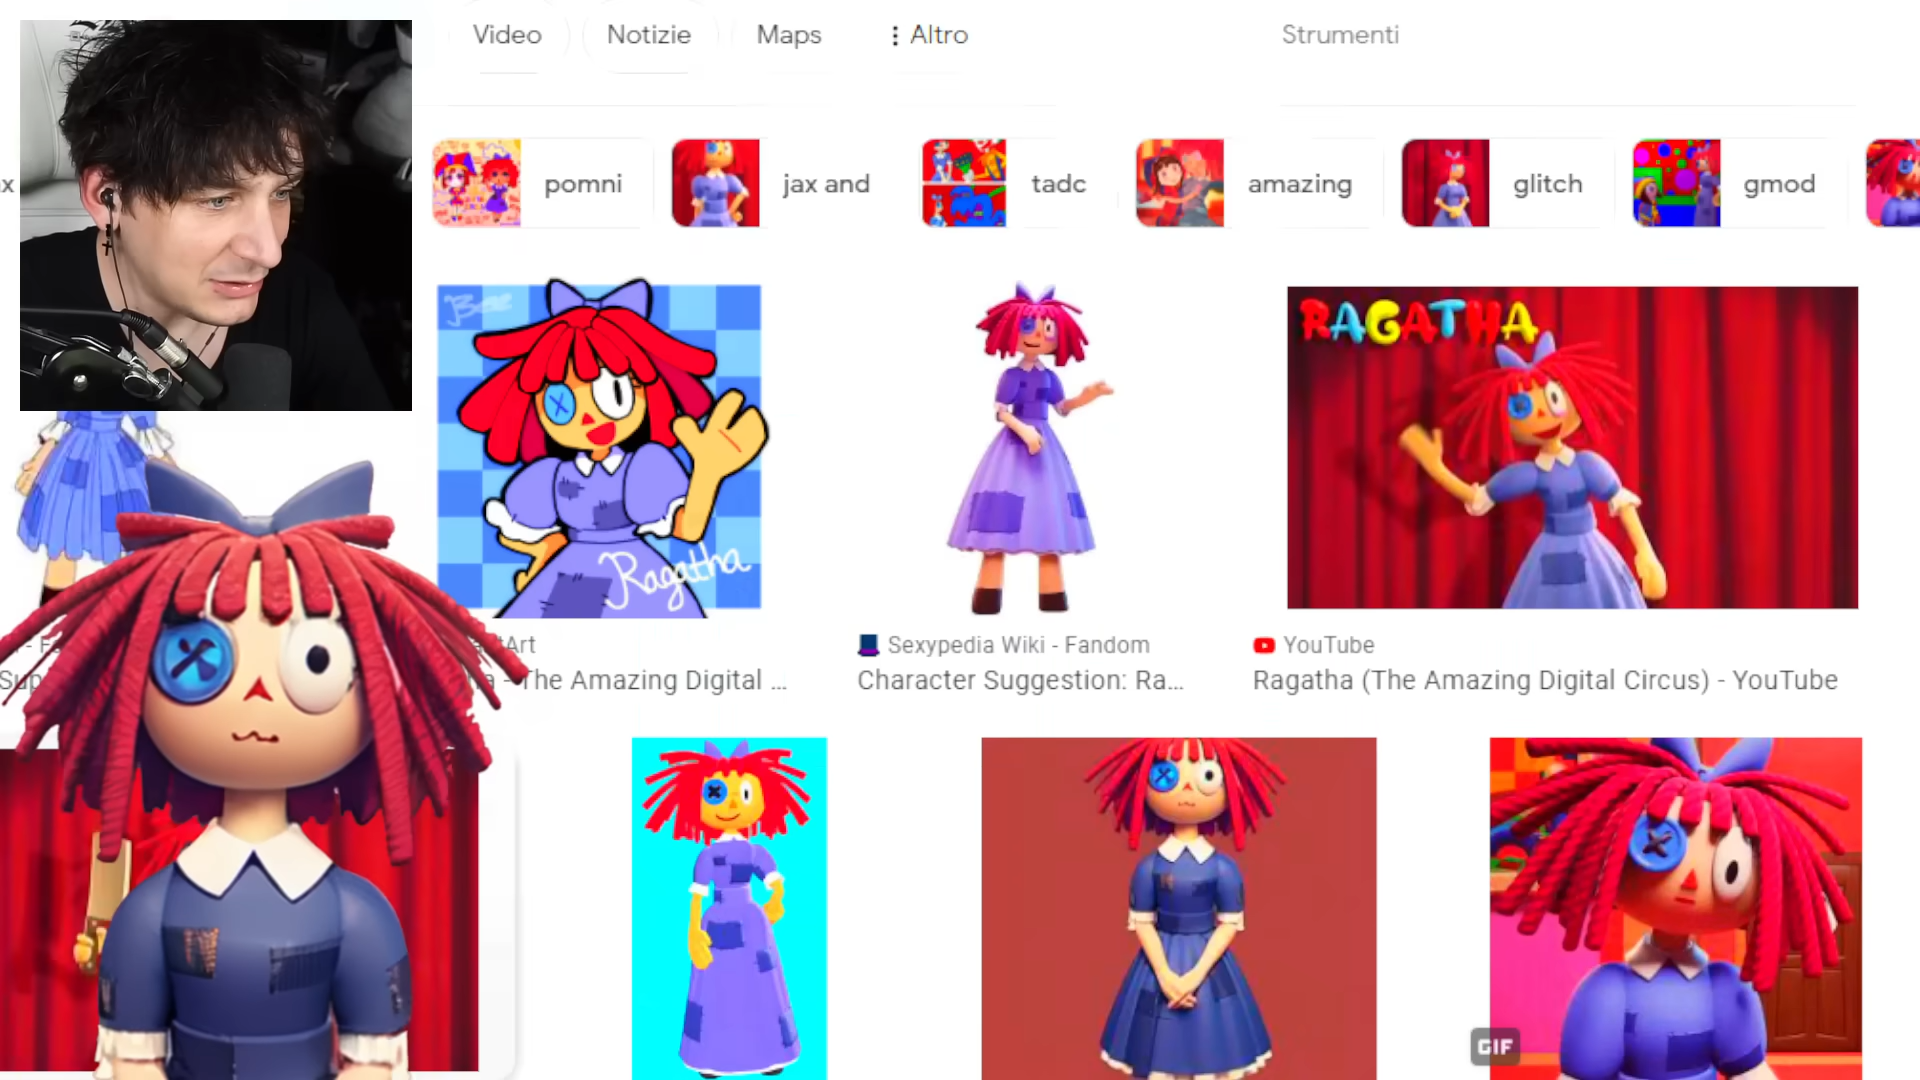 Video Notizie Maps Altro Strumenti
x pomni jax and tadc amazing glitch gmod
RAGATHA
Ragatha
Art Sexypedia Wiki - Fandom YouTube
Sup The Amazing Digital ... Character Suggestion: Ra... Ragatha (The Amazing Digital Circus) - YouTube
GIF